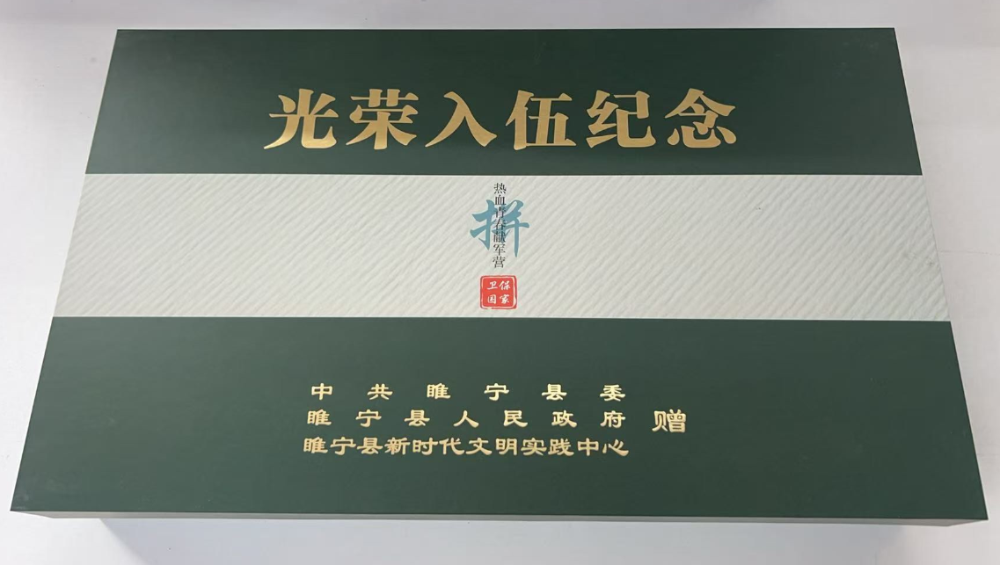 光荣入伍纪念
热血青春献军营
拼
保家
卫国
中共睢宁县委
睢宁县人民政府
睢宁县新时代文明实践中心
赠